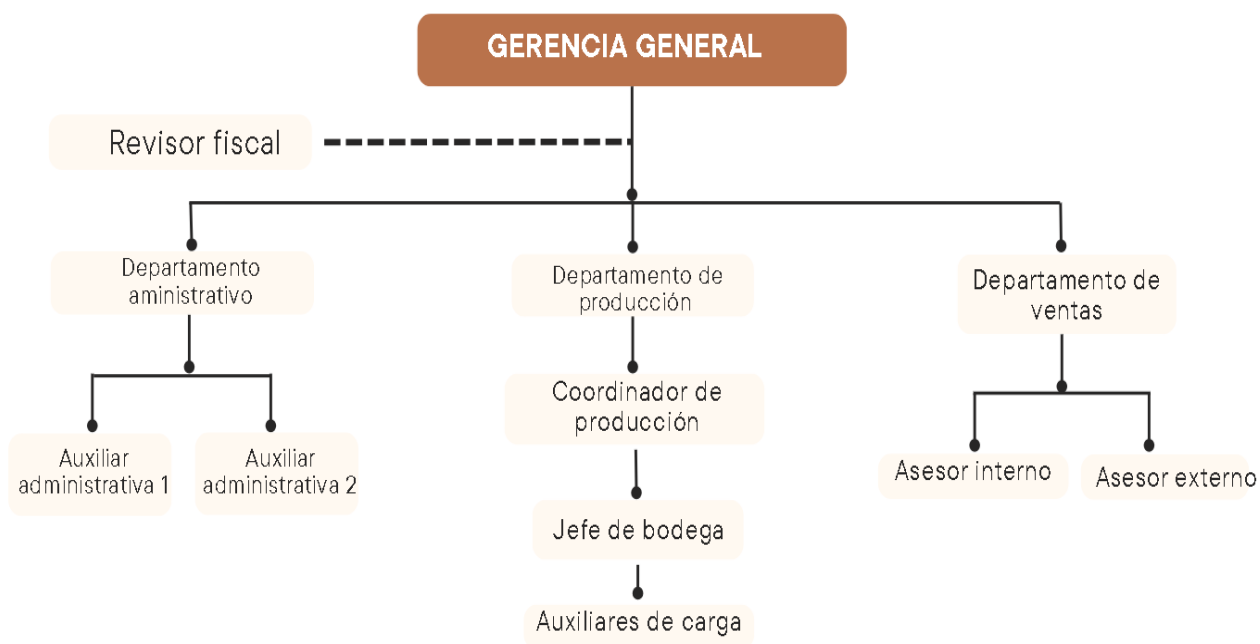 GERENCIA GENERAL
Revisor fiscal
Departamento
aministrativo
Departamento de
producción
Departamento de
ventas
Coordinador de
producción
Auxiliar
administrativa 1
Auxiliar
administrativa 2
Asesor interno
Asesor externo
Jefe de bodega
Auxiliares de carga